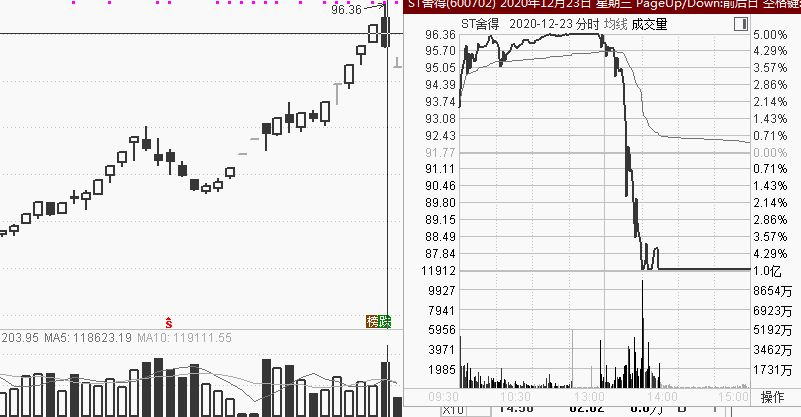 96.36
S
榜跌
203.95 MA5: 118623.19 MA10: 119111.55
ST舍得(600702) 2020年12月23日 星期三 PageUp/Down:前后日 空格键
ST舍得 2020-12-23 分时 均线 成交量
96.36 5.00%
95.70 4.29%
95.05 3.57%
94.39 2.86%
93.74 2.14%
93.08 1.43%
92.43 0.71%
91.77 0.00%
91.11 0.71%
90.46 1.43%
89.80 2.14%
89.15 2.86%
88.49 3.57%
87.84 4.29%
11912 1.0亿
9927 8654万
7941 6923万
5956 5192万
3971 3462万
1985 1731万
09:30 10:30 13:00 14:00 15:00 操作
X10